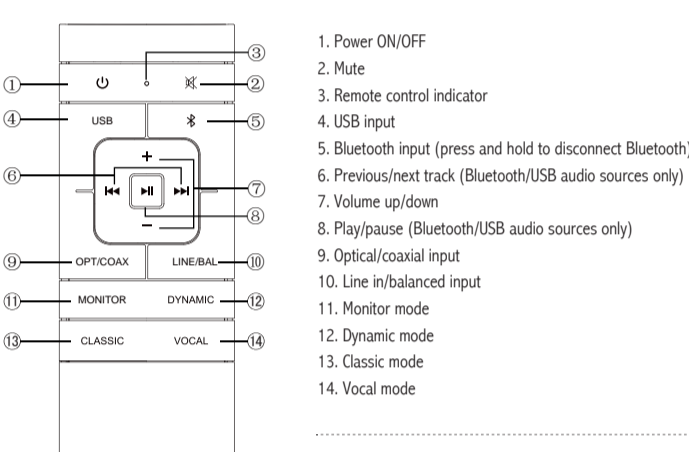 ③
①
②
④ USB
⑤
⑥
+
⑦
−
⑧
⑨ OPT/COAX LINE/BAL ⑩
⑪ MONITOR DYNAMIC ⑫
⑬ CLASSIC VOCAL ⑭
1. Power ON/OFF
2. Mute
3. Remote control indicator
4. USB input
5. Bluetooth input (press and hold to disconnect Bluetooth)
6. Previous/next track (Bluetooth/USB audio sources only)
7. Volume up/down
8. Play/pause (Bluetooth/USB audio sources only)
9. Optical/coaxial input
10. Line in/balanced input
11. Monitor mode
12. Dynamic mode
13. Classic mode
14. Vocal mode